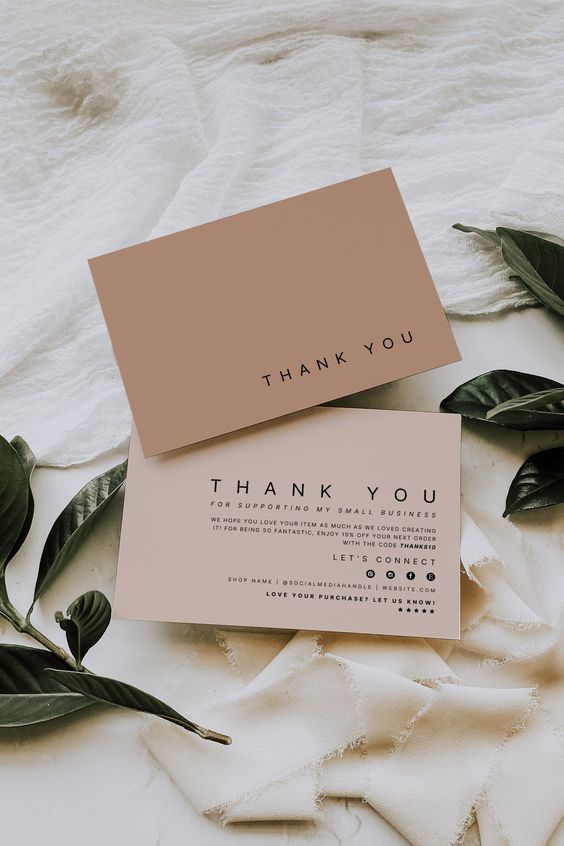 THANK YOU
THANK YOU
FOR SUPPORTING MY SMALL BUSINESS
WE HOPE YOU LOVE YOUR ITEM AS MUCH AS WE LOVED CREATING
IT! FOR BEING SO FANTASTIC, ENJOY 10% OFF YOUR NEXT ORDER
WITH THE CODE THANKS10
LET'S CONNECT
SHOP NAME | @SOCIALMEDIAHANDLE | WEBSITE.COM
LOVE YOUR PURCHASE? LET US KNOW!
★★★★★